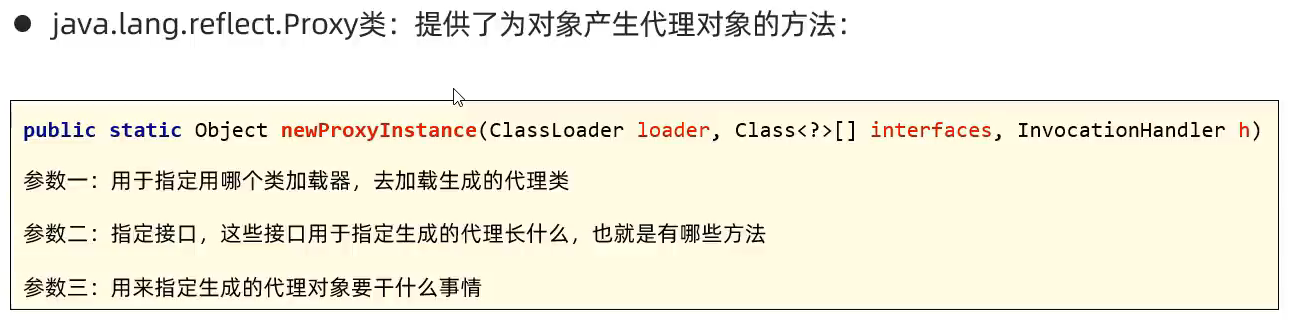 ● java.lang.reflect.Proxy类：提供了为对象产生代理对象的方法：
public static Object newProxyInstance(ClassLoader loader, Class<?>[] interfaces, InvocationHandler h)
参数一：用于指定用哪个类加载器，去加载生成的代理类
参数二：指定接口，这些接口用于指定生成的代理长什么，也就是有哪些方法
参数三：用来指定生成的代理对象要干什么事情